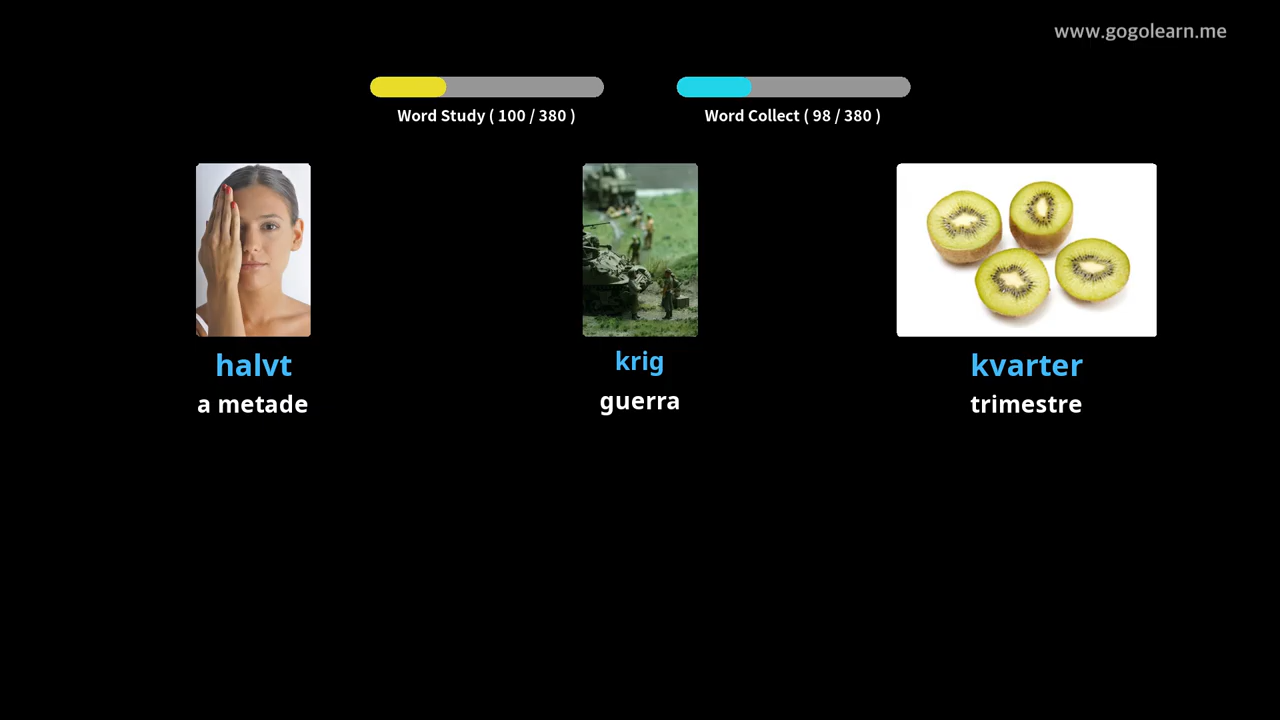 www.gogolearn.me
Word Study ( 100 / 380 )
Word Collect ( 98 / 380 )
halvt
a metade
krig
guerra
kvarter
trimestre